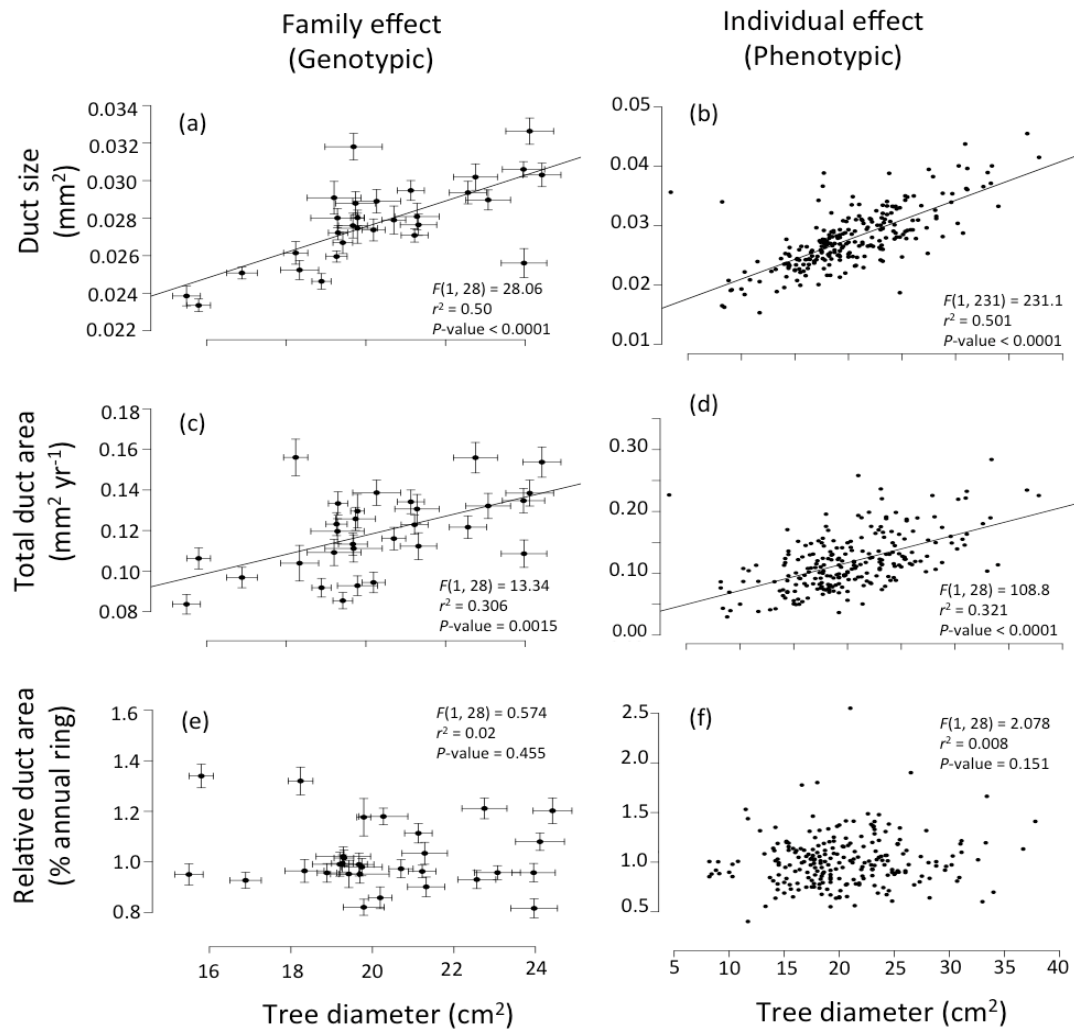 Family effect
(Genotypic)
Individual effect
(Phenotypic)
Duct size
(mm²)
0.034
0.032
0.030
0.028
0.026
0.024
0.022
(a)
F(1, 28) = 28.06
r² = 0.50
P-value < 0.0001
0.05
0.04
0.03
0.02
0.01
(b)
F(1, 231) = 231.1
r² = 0.501
P-value < 0.0001
Total duct area
(mm² yr⁻¹)
0.18
0.16
0.14
0.12
0.10
0.08
(c)
F(1, 28) = 13.34
r² = 0.306
P-value = 0.0015
0.30
0.20
0.10
0.00
(d)
F(1, 28) = 108.8
r² = 0.321
P-value < 0.0001
Relative duct area
(% annual ring)
1.6
1.4
1.2
1.0
0.8
(e)
F(1, 28) = 0.574
r² = 0.02
P-value = 0.455
16 18 20 22 24
Tree diameter (cm²)
2.5
2.0
1.5
1.0
0.5
(f)
F(1, 28) = 2.078
r² = 0.008
P-value = 0.151
5 10 15 20 25 30 35 40
Tree diameter (cm²)